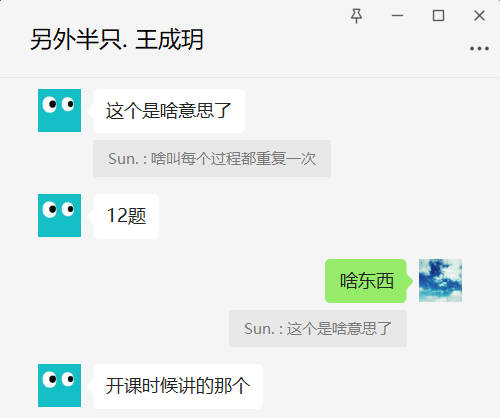 另外半只. 王成玥
这个是啥意思了
Sun. : 啥叫每个过程都重复一次
12题
啥东西
Sun. : 这个是啥意思了
开课时候讲的那个